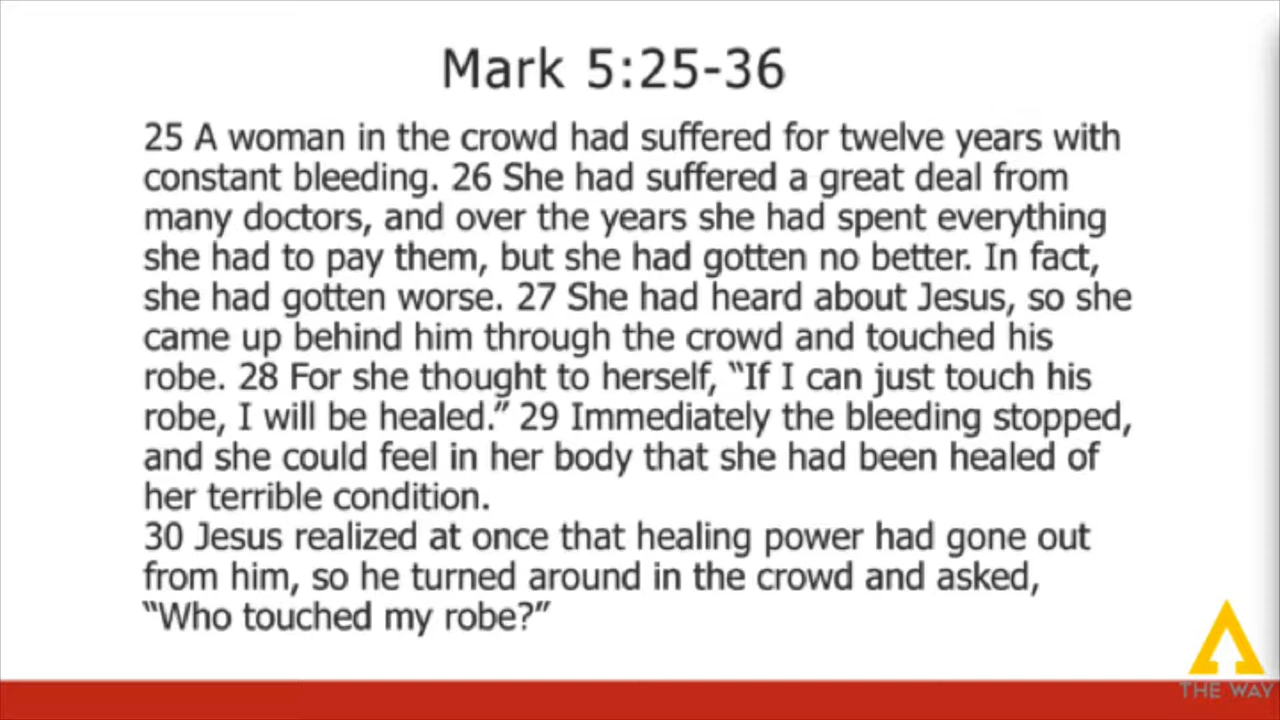 Mark 5:25-36
25 A woman in the crowd had suffered for twelve years with
constant bleeding. 26 She had suffered a great deal from
many doctors, and over the years she had spent everything
she had to pay them, but she had gotten no better. In fact,
she had gotten worse. 27 She had heard about Jesus, so she
came up behind him through the crowd and touched his
robe. 28 For she thought to herself, “If I can just touch his
robe, I will be healed.” 29 Immediately the bleeding stopped,
and she could feel in her body that she had been healed of
her terrible condition.
30 Jesus realized at once that healing power had gone out
from him, so he turned around in the crowd and asked,
“Who touched my robe?”
THE WAY